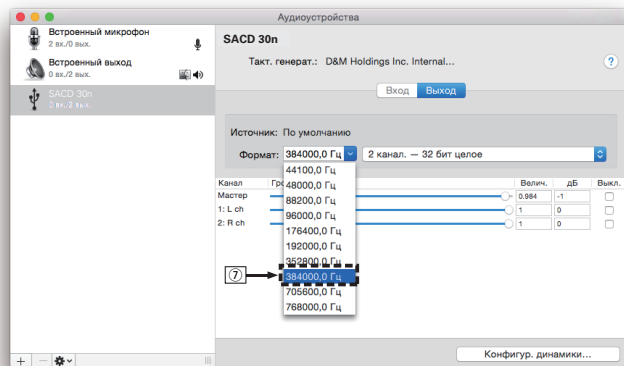 Аудиоустройства
Встроенный микрофон
2 вх./0 вых.
Встроенный выход
0 вх./2 вых.
SACD 30n
0 вх./2 вых.
SACD 30n
Такт. генерат.: D&M Holdings Inc. Internal...
?
Вход Выход
Источник: По умолчанию
Формат: 384000,0 Гц 2 канал. — 32 бит целое
44100,0 Гц
48000,0 Гц
88200,0 Гц
96000,0 Гц
176400,0 Гц
192000,0 Гц
352800,0 Гц
⑦ 384000,0 Гц
705600,0 Гц
768000,0 Гц
Канал Велич. дБ Выкл.
Мастер 0.984 -1
1: L ch 1 0
2: R ch 1 0
Конфигур. динамики...